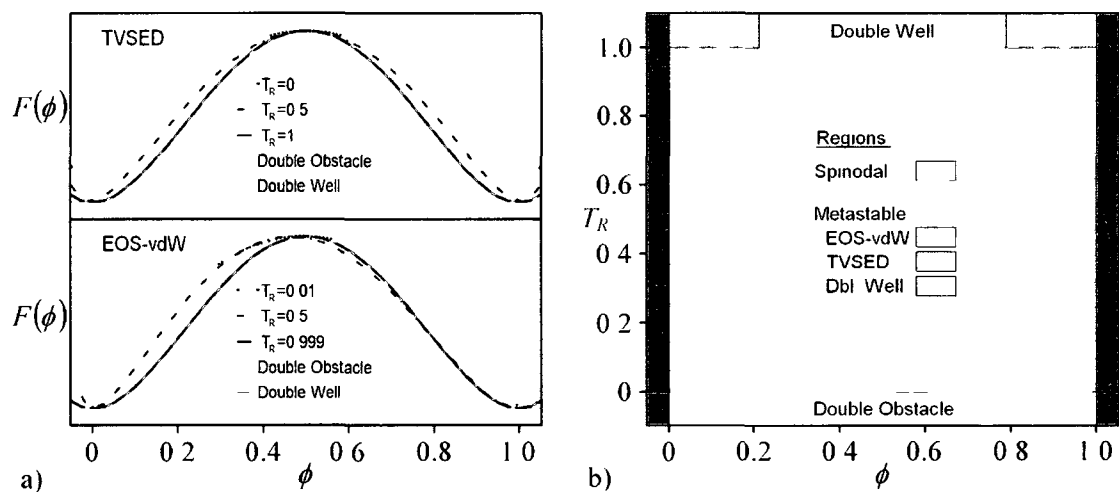 TVSED
F(φ)
T_R=0
T_R=0 5
T_R=1
Double Obstacle
Double Well
EOS-vdW
F(φ)
T_R=0 01
T_R=0 5
T_R=0 999
Double Obstacle
Double Well
0 0 2 0 4 0 6 0 8 1 0
φ
a)
Double Well
1 0
0 8
0 6
T_R
0 4
0 2
0
Regions
Spinodal
Metastable
EOS-vdW
TVSED
Dbl Well
Double Obstacle
0 0 2 0 4 0 6 0 8 1 0
φ
b)